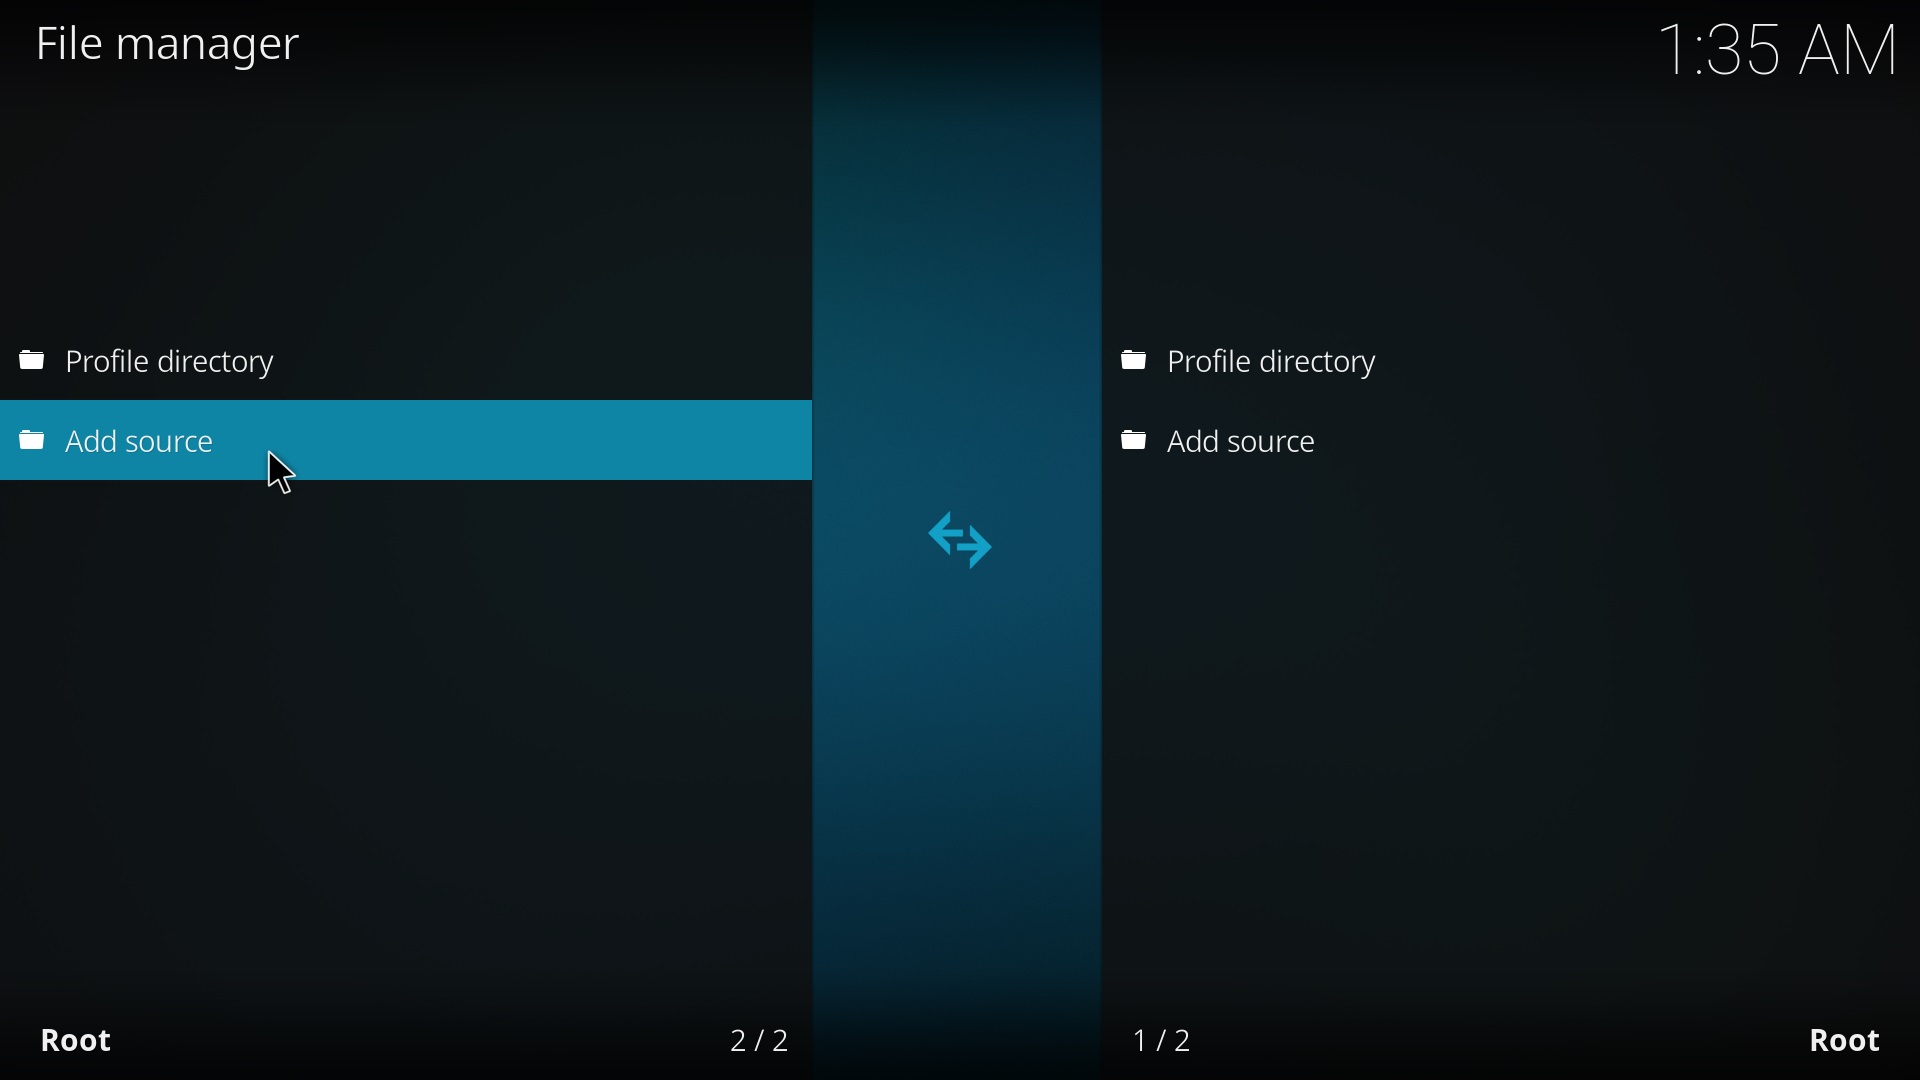 File manager
1:35 AM
Profile directory
Add source
Profile directory
Add source
Root
2 / 2
1 / 2
Root